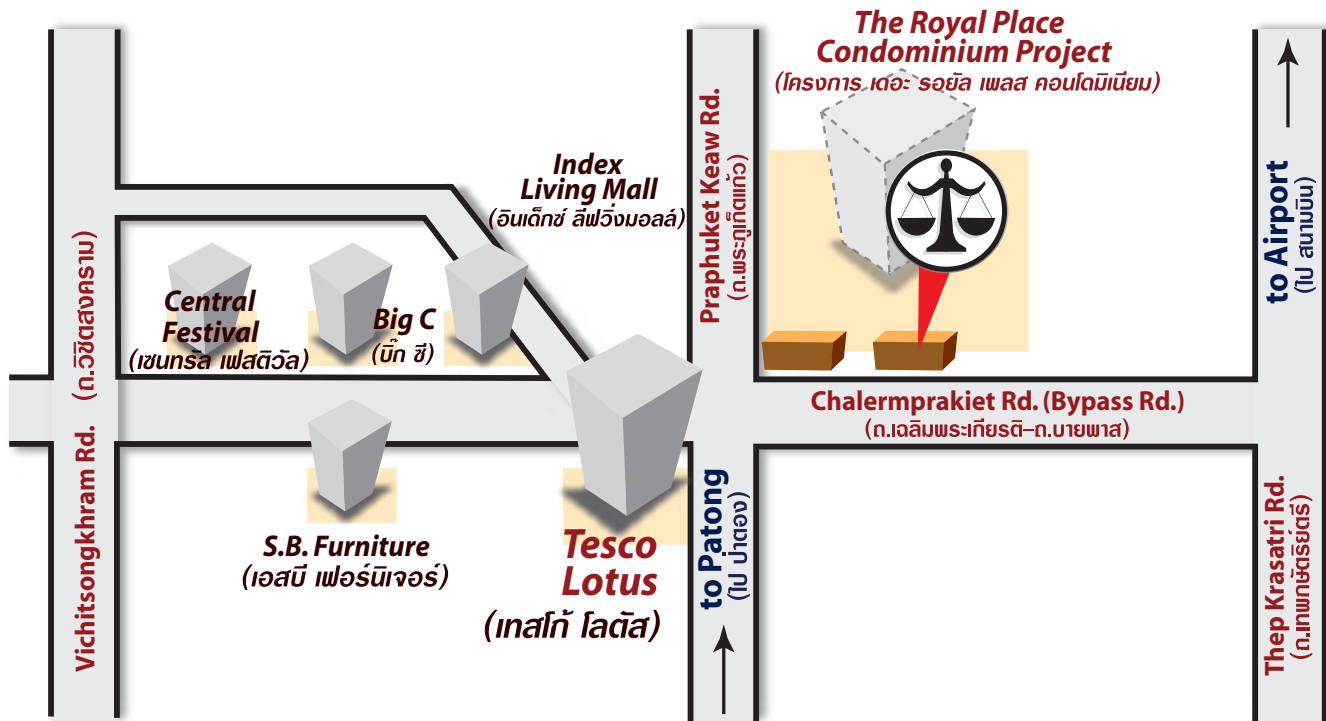 The Royal Place
Condominium Project
(โครงการ เดอะ รอยัล เพลส คอนโดมิเนียม)
Index
Living Mall
(อินเด็กซ์ ลีฟวิ่งมอลล์)
Praphuket Keaw Rd.
(ถ.พระภูเก็ตแก้ว)
to Airport
(ไป สนามบิน)
Central
Festival
(เซนทรัล เฟสติวัล)
Big C
(บิ๊ก ซี)
Vichitsongkhram Rd.
(ถ.วิชิตสงคราม)
Chalermprakiet Rd. (Bypass Rd.)
(ถ.เฉลิมพระเกียรติ–ถ.บายพาส)
S.B. Furniture
(เอสบี เฟอร์นิเจอร์)
Tesco
Lotus
(เทสโก้ โลตัส)
to Patong
(ไป ป่าตอง)
Thep Krasatri Rd.
(ถ.เทพกษัตริย์ตรี)